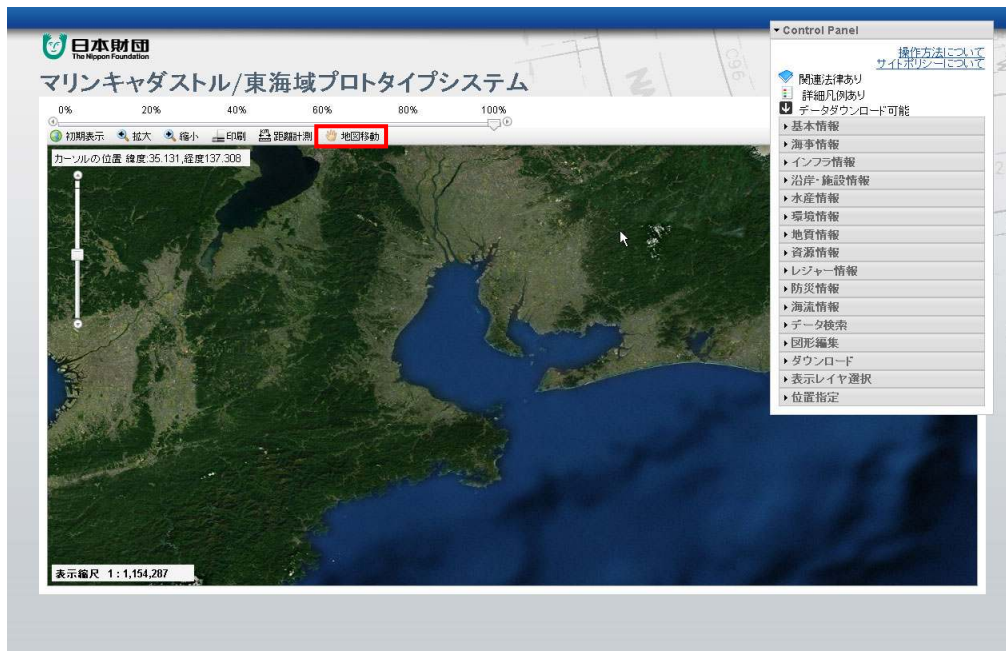 日本財団
The Nippon Foundation
マリンキャダストル/東海域プロトタイプシステム
0% 20% 40% 60% 80% 100%
初期表示 拡大 縮小 印刷 距離計測 地図移動
カーソルの位置 緯度:35.131,経度137.308
表示縮尺 1 : 1,154,287
Control Panel
操作方法について
サイトポリシーについて
関連法律あり
詳細凡例あり
データダウンロード可能
基本情報
海事情報
インフラ情報
沿岸・施設情報
水産情報
環境情報
地質情報
資源情報
レジャー情報
防災情報
海流情報
データ検索
図形編集
ダウンロード
表示レイヤ選択
位置指定